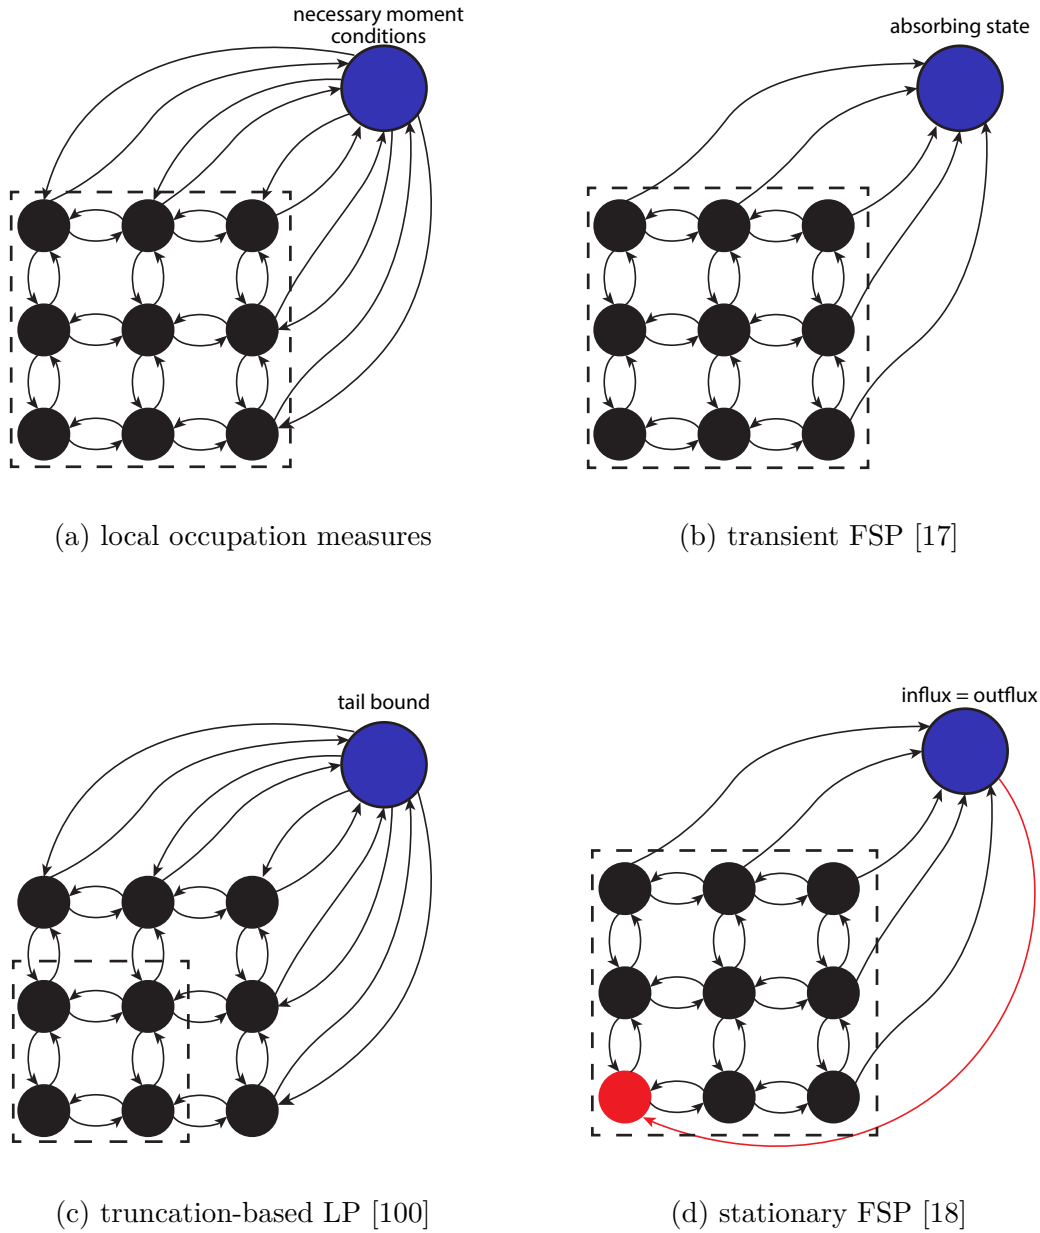 necessary moment
conditions
absorbing state
(a) local occupation measures
(b) transient FSP [17]
tail bound
influx = outflux
(c) truncation-based LP [100]
(d) stationary FSP [18]